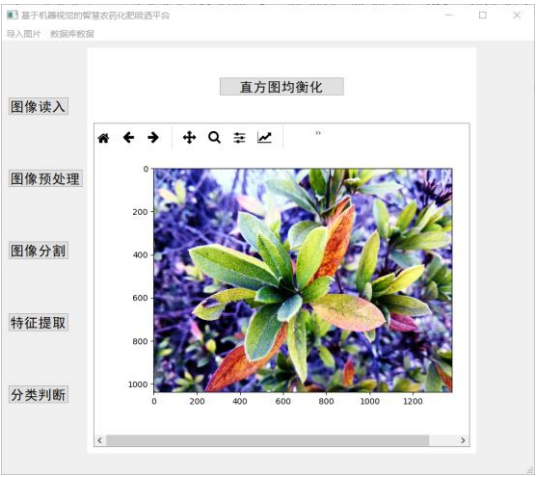 基于机器视觉的智慧农药化肥喷洒平台
导入图片 数据库数据
直方图均衡化
图像读入
图像预处理
图像分割
特征提取
分类判断
0
200
400
600
800
1000
0 200 400 600 800 1000 1200